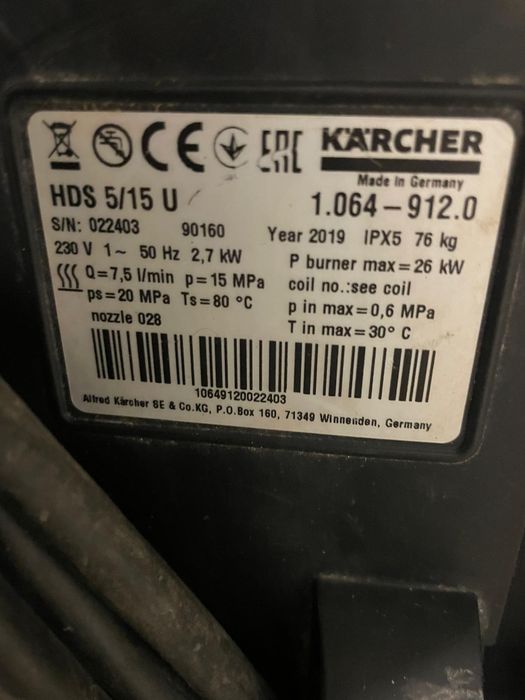 CE EAC KÄRCHER
Made in Germany
HDS 5/15 U 1.064-912.0
S/N: 022403 90160 Year 2019 IPX5 76 kg
230 V 1~ 50 Hz 2,7 kW P burner max=26 kW
Q=7,5 l/min p=15 MPa coil no.:see coil
ps=20 MPa Ts=80 °C p in max=0,6 MPa
nozzle 028 T in max=30° C
10649120022403
Alfred Kärcher SE & Co.KG, P.O.Box 160, 71349 Winnenden, Germany